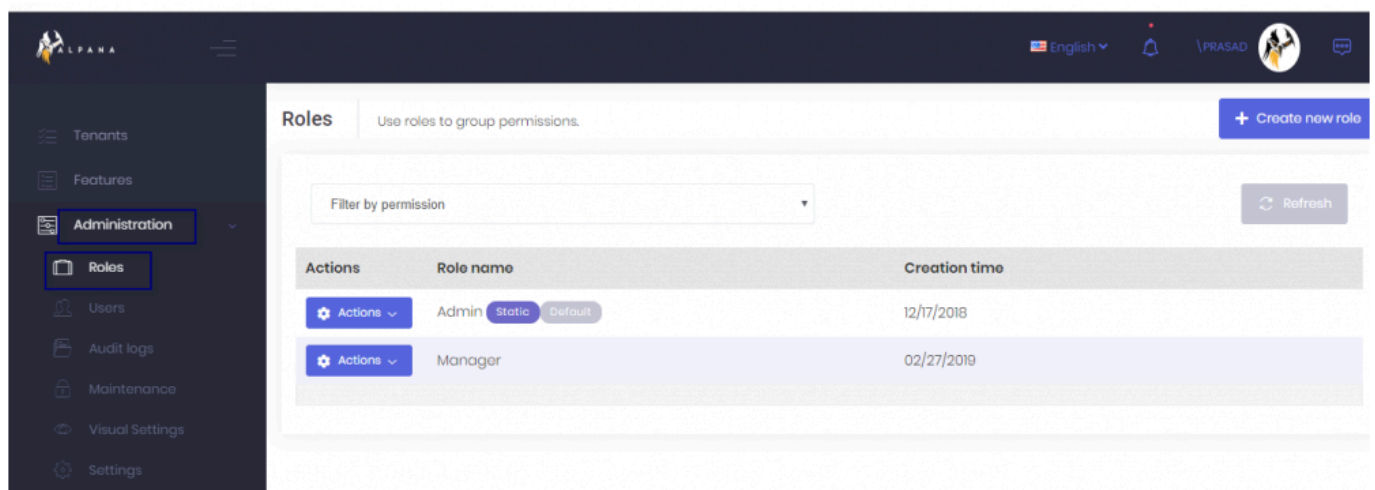 ALPANA
English
\PRASAD
Tenants
Features
Administration
Roles
Users
Audit logs
Maintenance
Visual Settings
Settings
Roles
Use roles to group permissions.
+ Create new role
Filter by permission
Refresh
Actions Role name Creation time
Actions Admin Static Default 12/17/2018
Actions Manager 02/27/2019